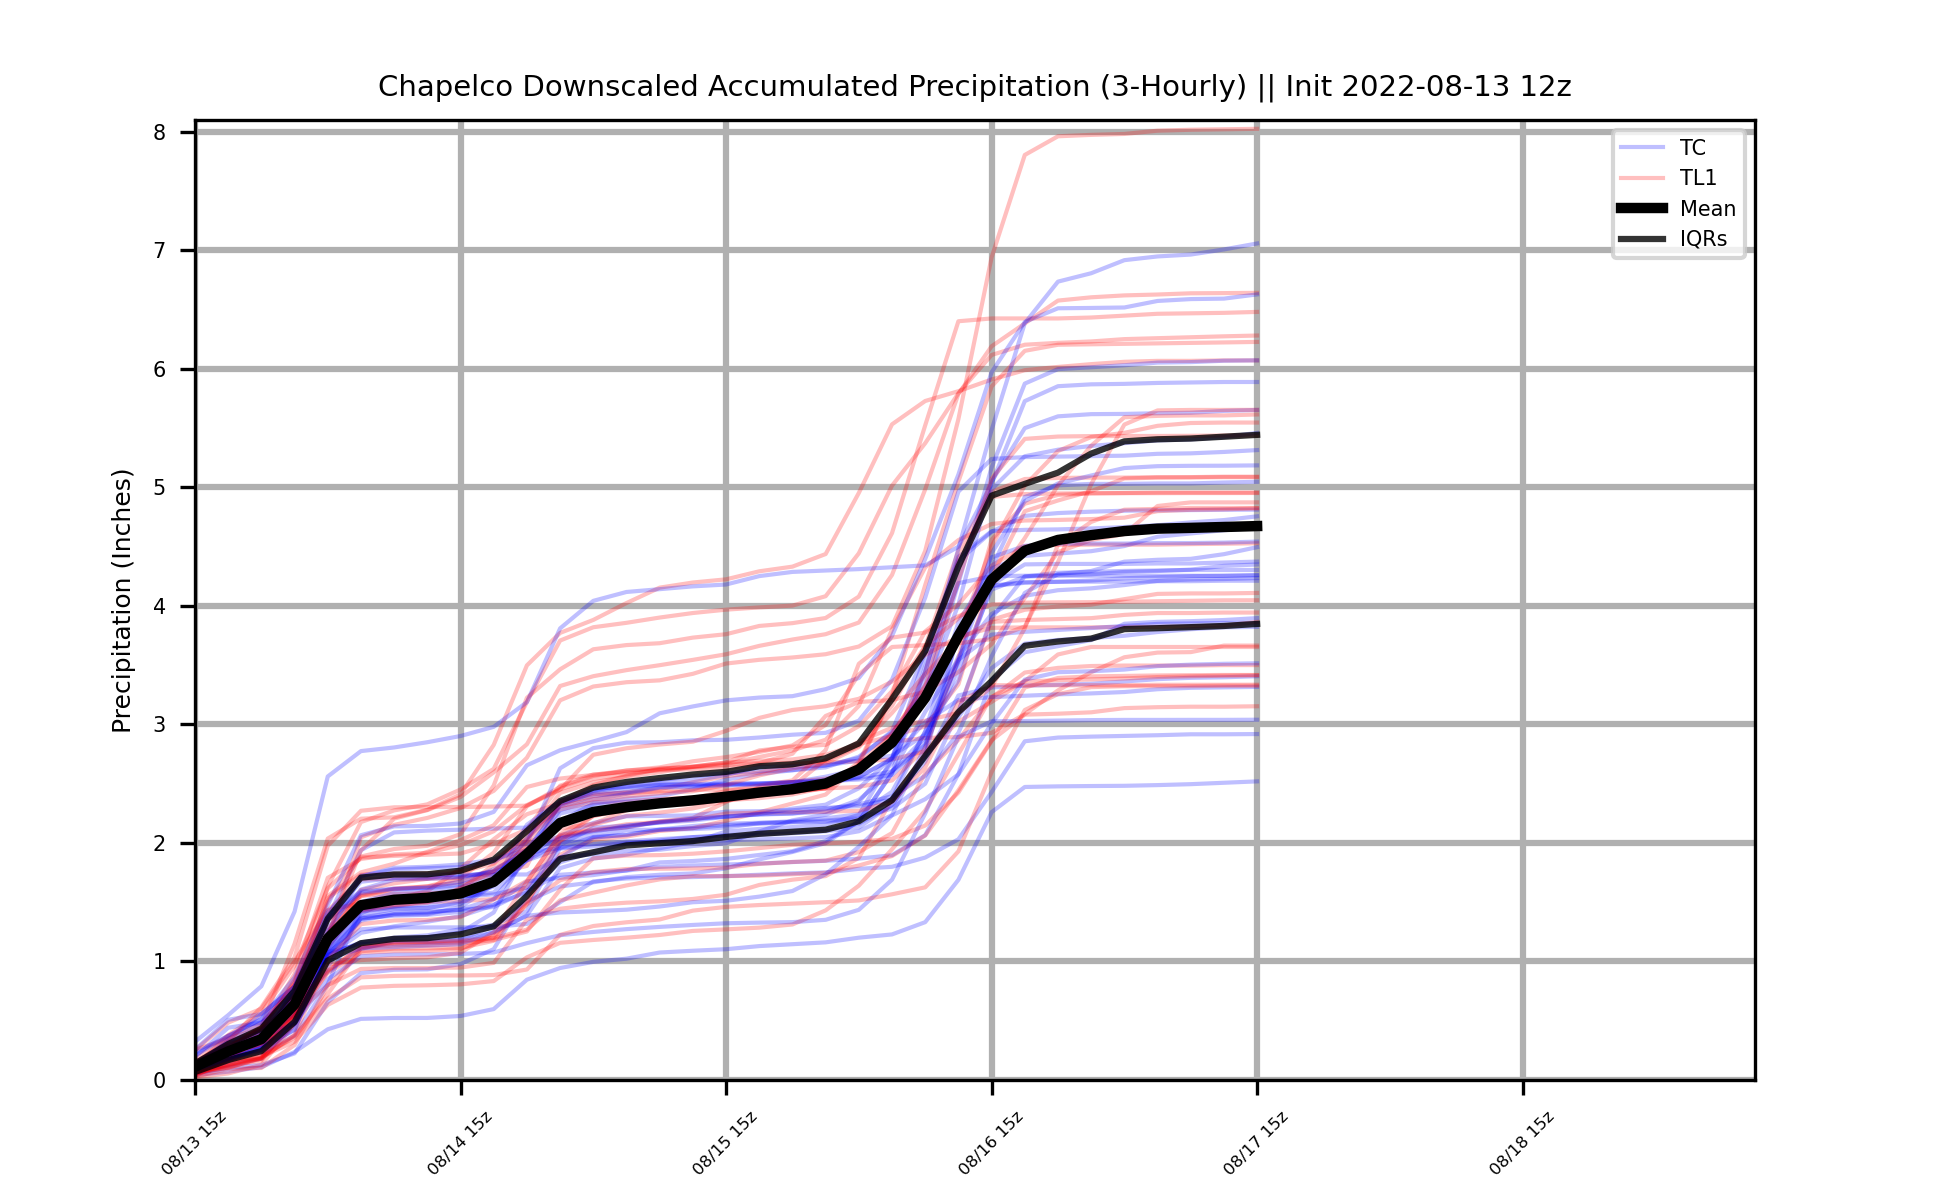 Chapelco Downscaled Accumulated Precipitation (3-Hourly) || Init 2022-08-13 12z
8
7
6
5
4
3
2
1
0
Precipitation (Inches)
TC
TL1
Mean
IQRs
08/13 15z
08/14 15z
08/15 15z
08/16 15z
08/17 15z
08/18 15z